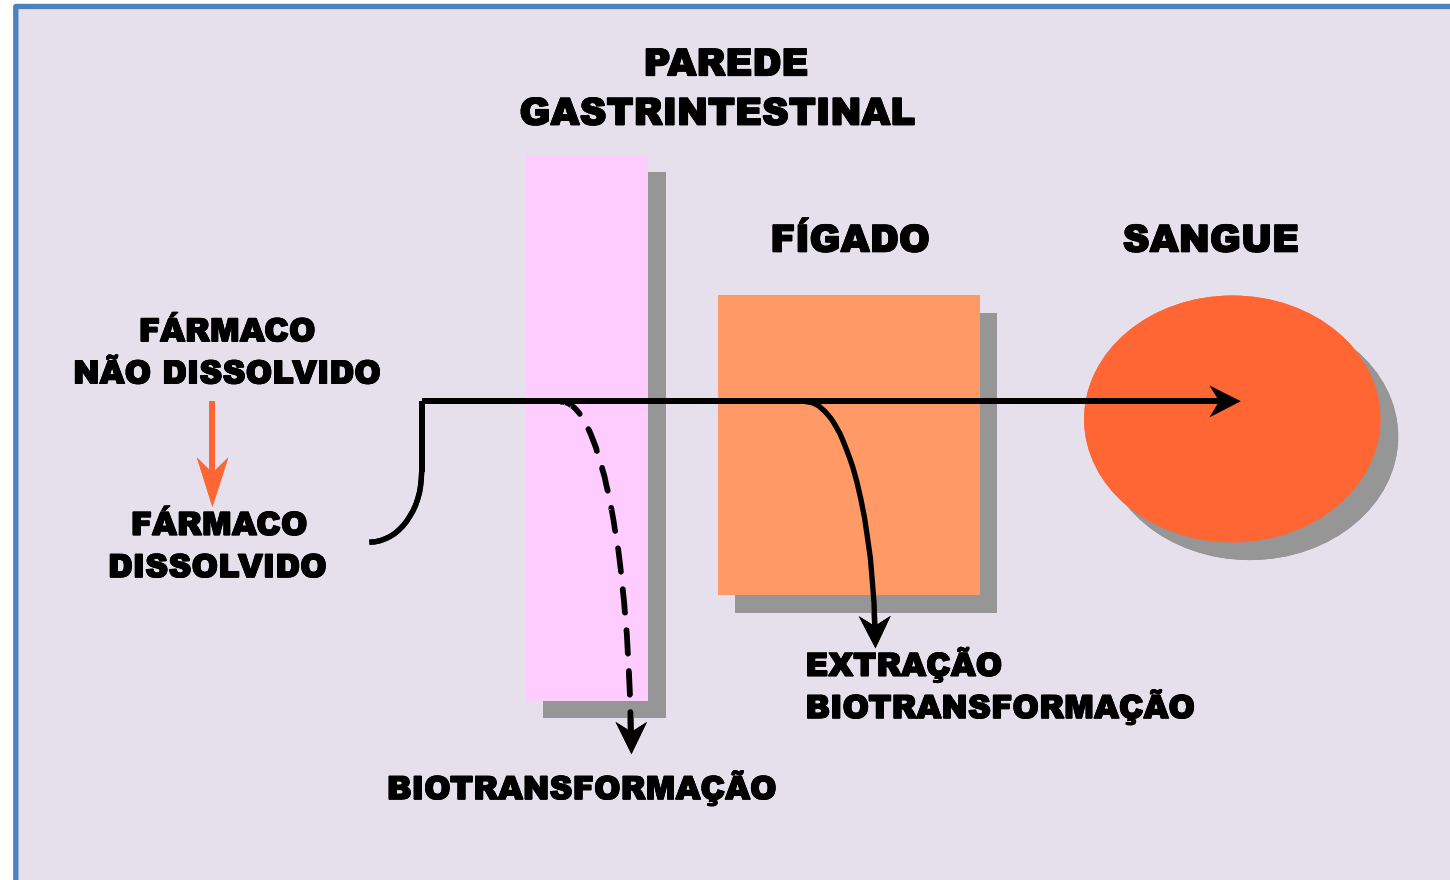 PAREDE
GASTRINTESTINAL
FÍGADO
SANGUE
FÁRMACO
NÃO DISSOLVIDO
FÁRMACO
DISSOLVIDO
EXTRAÇÃO
BIOTRANSFORMAÇÃO
BIOTRANSFORMAÇÃO